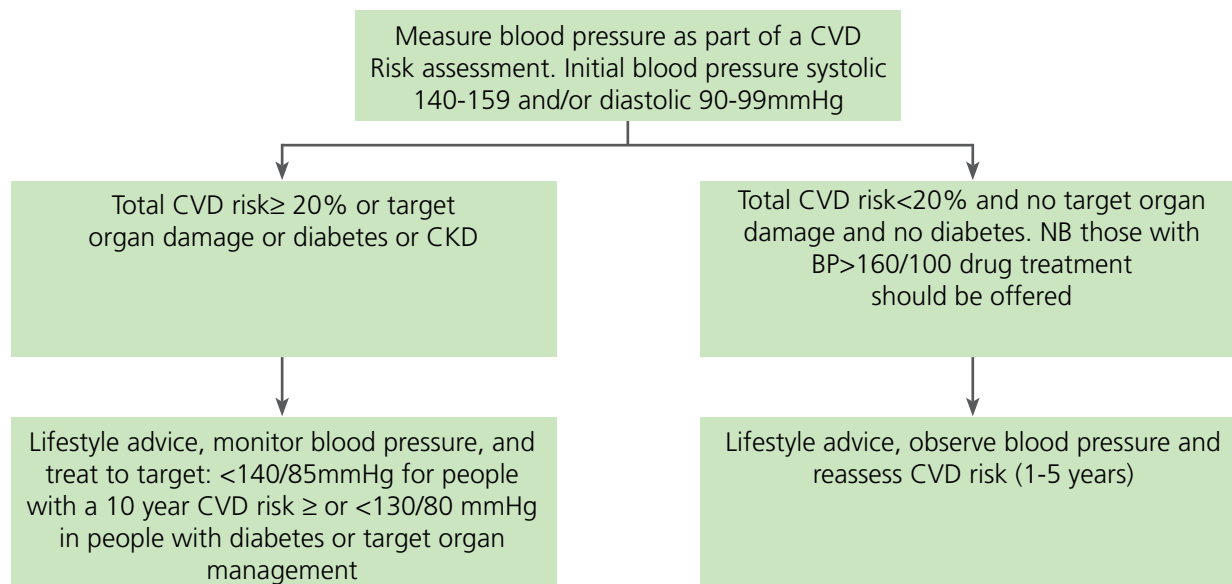 Measure blood pressure as part of a CVD
Risk assessment. Initial blood pressure systolic
140-159 and/or diastolic 90-99mmHg
Total CVD risk≥ 20% or target
organ damage or diabetes or CKD
Total CVD risk<20% and no target organ
damage and no diabetes. NB those with
BP>160/100 drug treatment
should be offered
Lifestyle advice, monitor blood pressure, and
treat to target: <140/85mmHg for people
with a 10 year CVD risk ≥ or <130/80 mmHg
in people with diabetes or target organ
management
Lifestyle advice, observe blood pressure and
reassess CVD risk (1-5 years)